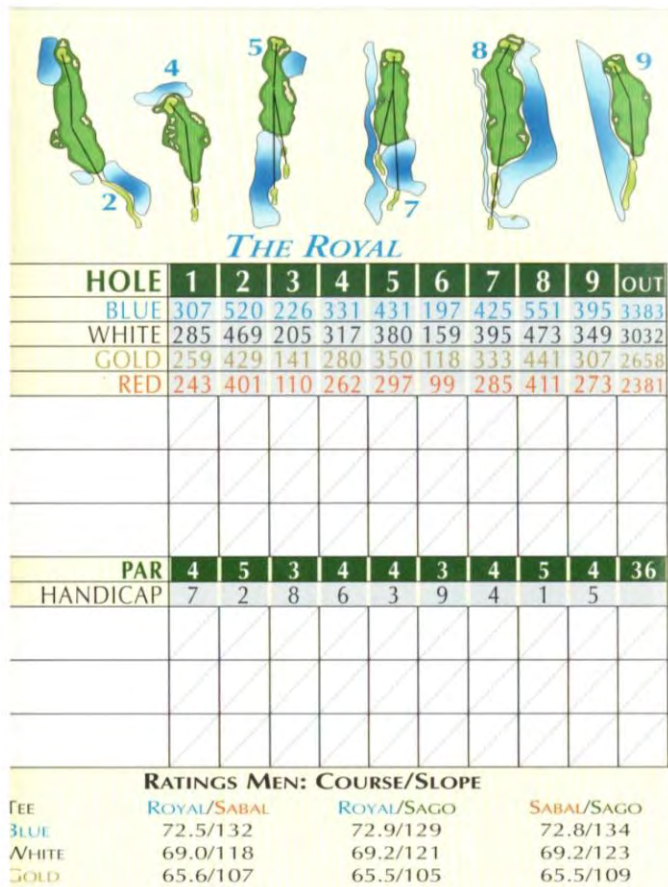 5
8
4
9
2
7
THE ROYAL
HOLE 1 2 3 4 5 6 7 8 9 OUT
BLUE 307 520 226 331 431 197 425 551 395 3383
WHITE 285 469 205 317 380 159 395 473 349 3032
GOLD 259 429 141 280 350 118 333 441 307 2658
RED 243 401 110 262 297 99 285 411 273 2381
PAR 4 5 3 4 4 3 4 5 4 36
HANDICAP 7 2 8 6 3 9 4 1 5
RATINGS MEN: COURSE/SLOPE
TEE ROYAL/SABAL ROYAL/SAGO SABAL/SAGO
BLUE 72.5/132 72.9/129 72.8/134
WHITE 69.0/118 69.2/121 69.2/123
GOLD 65.6/107 65.5/105 65.5/109